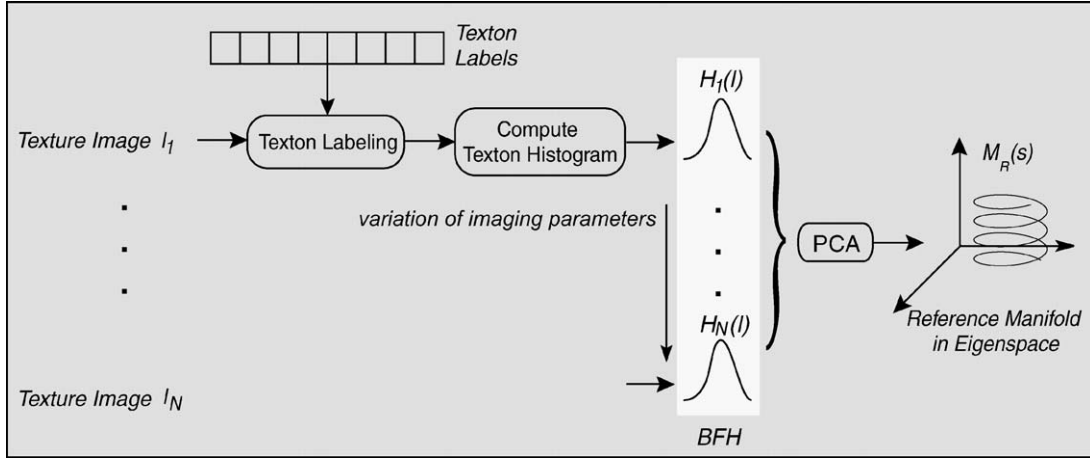 Texton
Labels
Texture Image I1
Texton Labeling
Compute
Texton Histogram
H1(l)
variation of imaging parameters
PCA
MR(s)
HN(l)
Reference Manifold
in Eigenspace
Texture Image IN
BFH